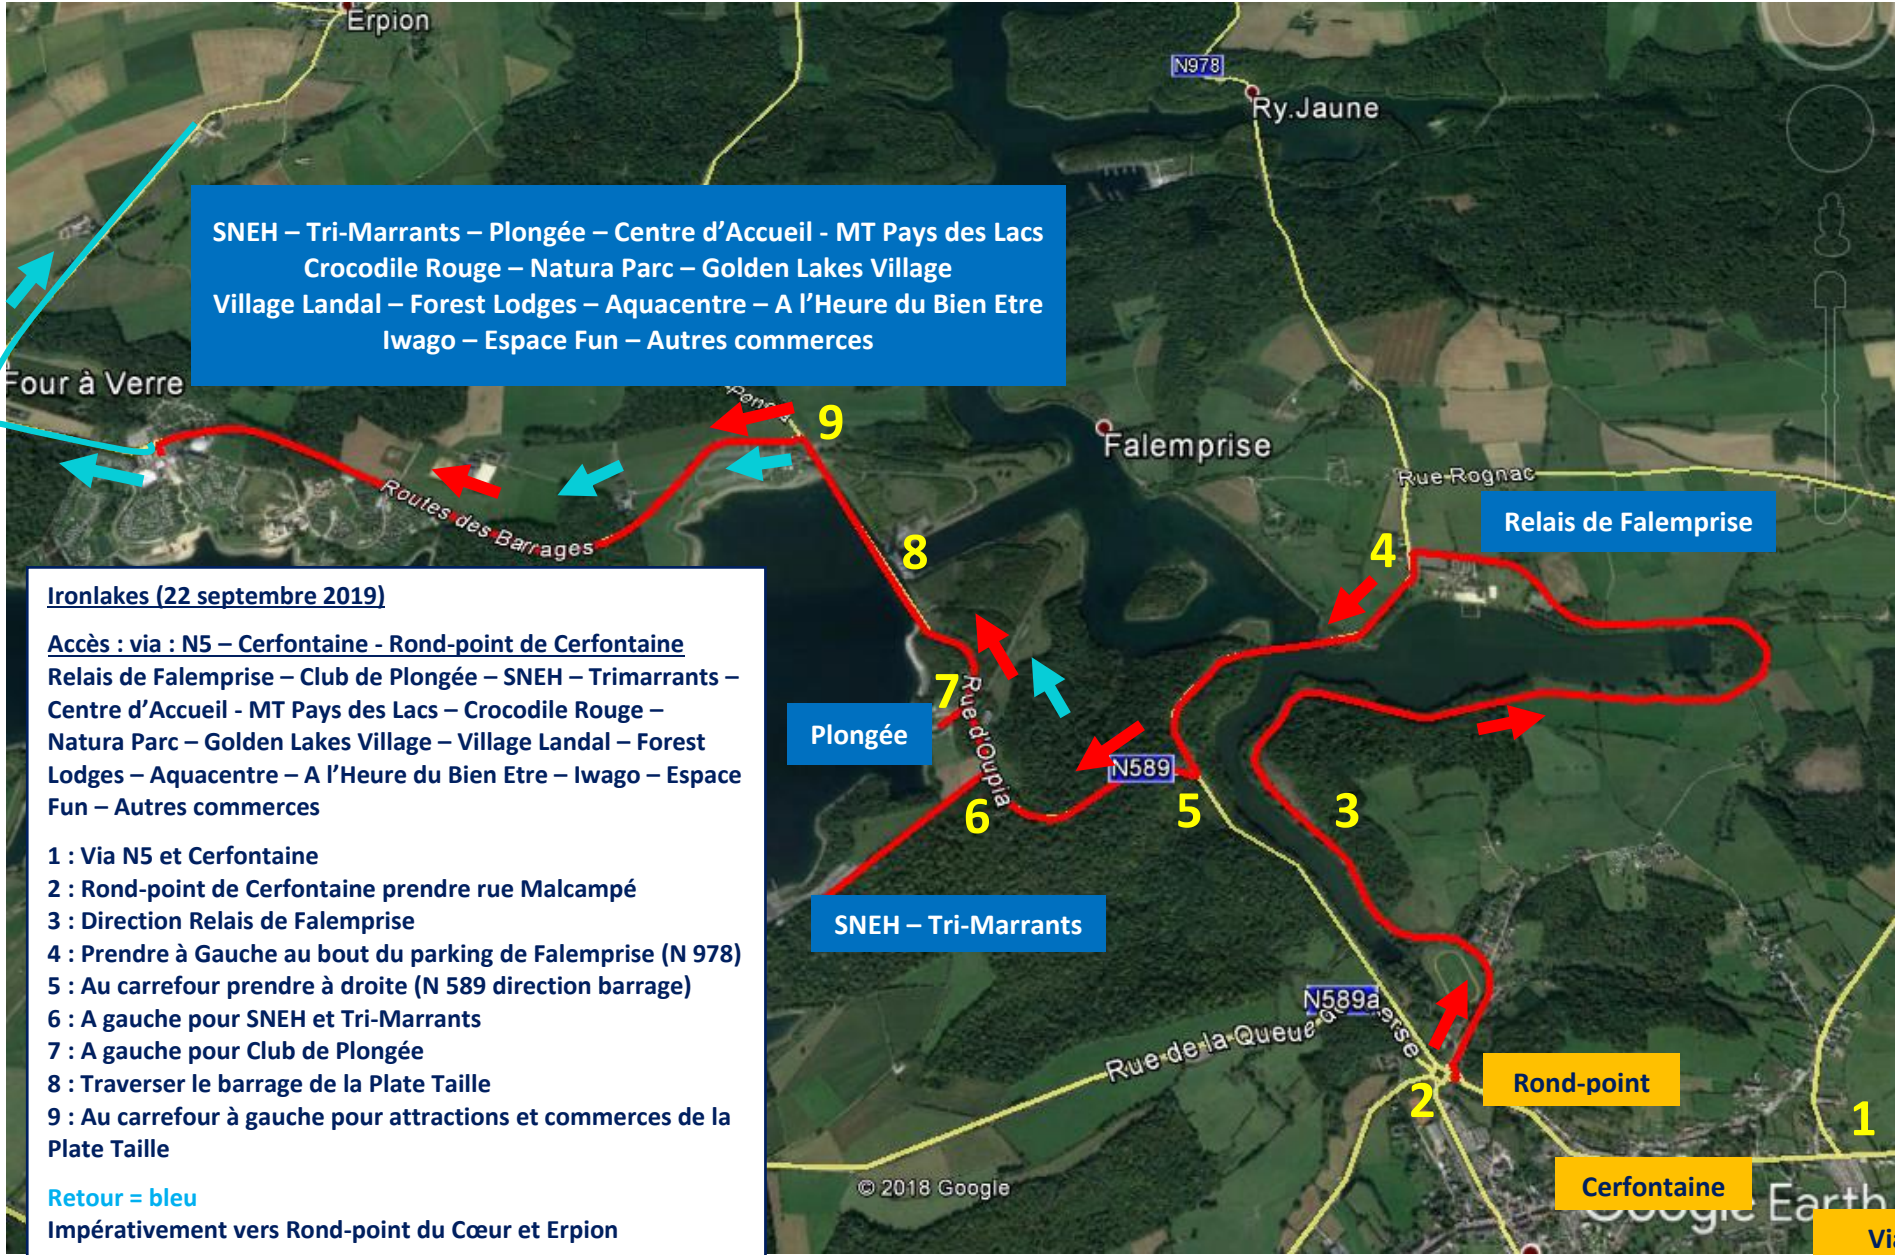 Erpion
N978
Ry.Jaune
SNEH – Tri-Marrants – Plongée – Centre d’Accueil - MT Pays des Lacs
Crocodile Rouge – Natura Parc – Golden Lakes Village
Village Landal – Forest Lodges – Aquacentre – A l’Heure du Bien Etre
Iwago – Espace Fun – Autres commerces
Four à Verre
9
Falemprise
Rue Rognac
Relais de Falemprise
Routes des Barrages
8
4
7
Rue d'Oupia
Plongée
N589
6
5
3
SNEH – Tri-Marrants
N589a
Rue de la Queue de
Rond-point
2
1
Cerfontaine
© 2018 Google
Google Earth
Via
Ironlakes (22 septembre 2019)
Accès : via : N5 – Cerfontaine - Rond-point de Cerfontaine
Relais de Falemprise – Club de Plongée – SNEH – Trimarrants –
Centre d’Accueil - MT Pays des Lacs – Crocodile Rouge –
Natura Parc – Golden Lakes Village – Village Landal – Forest
Lodges – Aquacentre – A l’Heure du Bien Etre – Iwago – Espace
Fun – Autres commerces
1 : Via N5 et Cerfontaine
2 : Rond-point de Cerfontaine prendre rue Malcampé
3 : Direction Relais de Falemprise
4 : Prendre à Gauche au bout du parking de Falemprise (N 978)
5 : Au carrefour prendre à droite (N 589 direction barrage)
6 : A gauche pour SNEH et Tri-Marrants
7 : A gauche pour Club de Plongée
8 : Traverser le barrage de la Plate Taille
9 : Au carrefour à gauche pour attractions et commerces de la
Plate Taille
Retour = bleu
Impérativement vers Rond-point du Cœur et Erpion